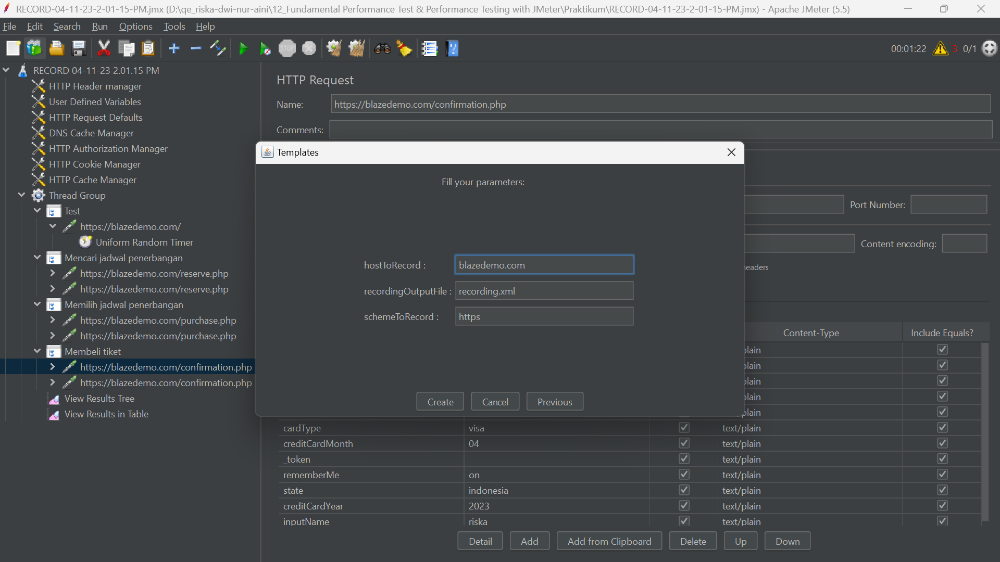 RECORD-04-11-23-2-01-15-PM.jmx (D:\qe_riska-dwi-nur-aini\12_Fundamental Performance Test & Performance Testing with JMeter\Praktikum\RECORD-04-11-23-2-01-15-PM.jmx) - Apache JMeter (5.5)
File Edit Search Run Options Tools Help
STOP 00:01:22 3 0/1
RECORD 04-11-23 2.01.15 PM
HTTP Header manager
User Defined Variables
HTTP Request Defaults
DNS Cache Manager
HTTP Authorization Manager
HTTP Cookie Manager
HTTP Cache Manager
Thread Group
Test
https://blazedemo.com/
Uniform Random Timer
Mencari jadwal penerbangan
https://blazedemo.com/reserve.php
https://blazedemo.com/reserve.php
Memilih jadwal penerbangan
https://blazedemo.com/purchase.php
https://blazedemo.com/purchase.php
Membeli tiket
https://blazedemo.com/confirmation.php
https://blazedemo.com/confirmation.php
View Results Tree
View Results in Table
HTTP Request
Name: https://blazedemo.com/confirmation.php
Comments:
Templates
Fill your parameters:
hostToRecord : blazedemo.com
recordingOutputFile : recording.xml
schemeToRecord : https
Create Cancel Previous
Port Number:
Content encoding:
eaders
Content-Type Include Equals?
plain
plain
plain
plain
plain
cardType visa text/plain
creditCardMonth 04 text/plain
_token text/plain
rememberMe on text/plain
state indonesia text/plain
creditCardYear 2023 text/plain
inputName riska text/plain
Detail Add Add from Clipboard Delete Up Down